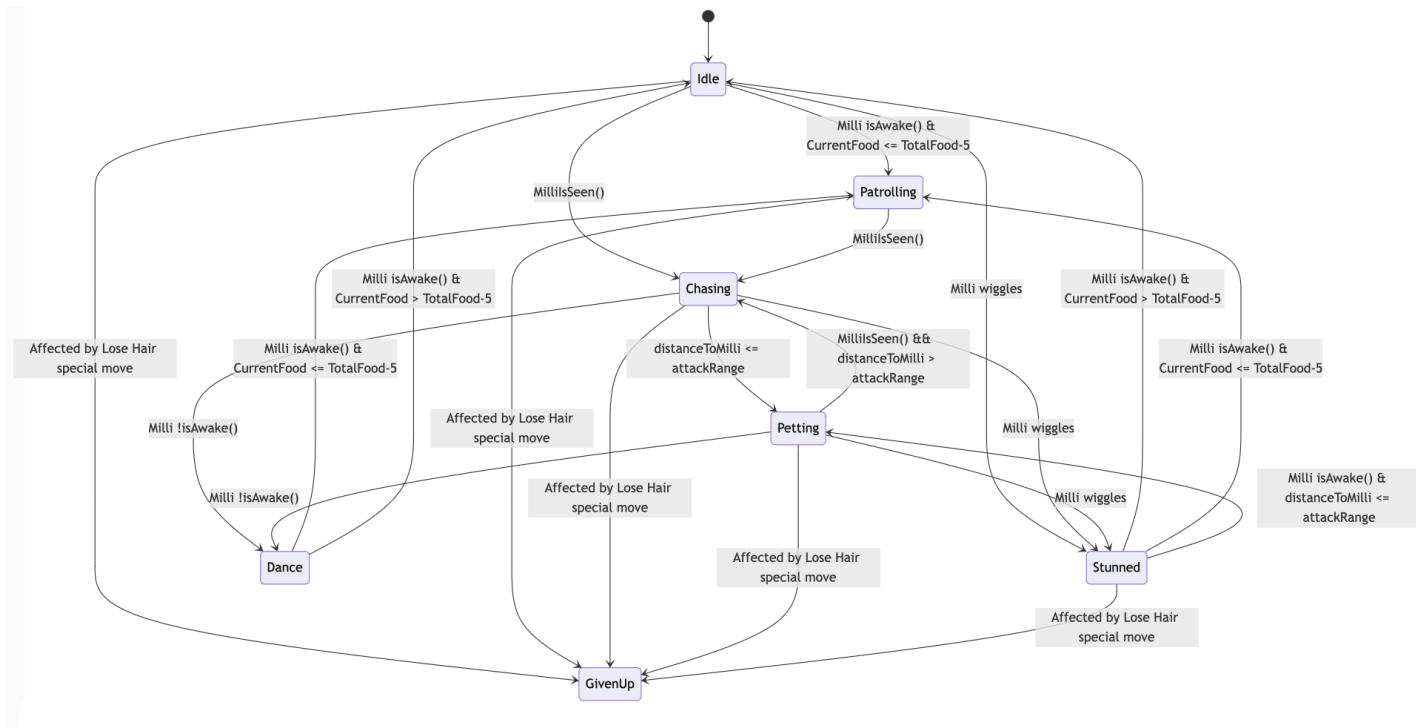 Idle
Milli isAwake() &
CurrentFood <= TotalFood-5
Patrolling
MilliIsSeen()
MilliIsSeen()
Milli isAwake() &
CurrentFood > TotalFood-5
Chasing
Milli wiggles
Milli isAwake() &
CurrentFood > TotalFood-5
Affected by Lose Hair
special move
Milli isAwake() &
CurrentFood <= TotalFood-5
distanceToMilli <=
attackRange
MilliIsSeen() &&
distanceToMilli >
attackRange
Milli isAwake() &
CurrentFood <= TotalFood-5
Milli !isAwake()
Affected by Lose Hair
special move
Petting
Milli wiggles
Milli !isAwake()
Affected by Lose Hair
special move
Milli wiggles
Milli isAwake() &
distanceToMilli <=
attackRange
Dance
Affected by Lose Hair
special move
Stunned
Affected by Lose Hair
special move
GivenUp